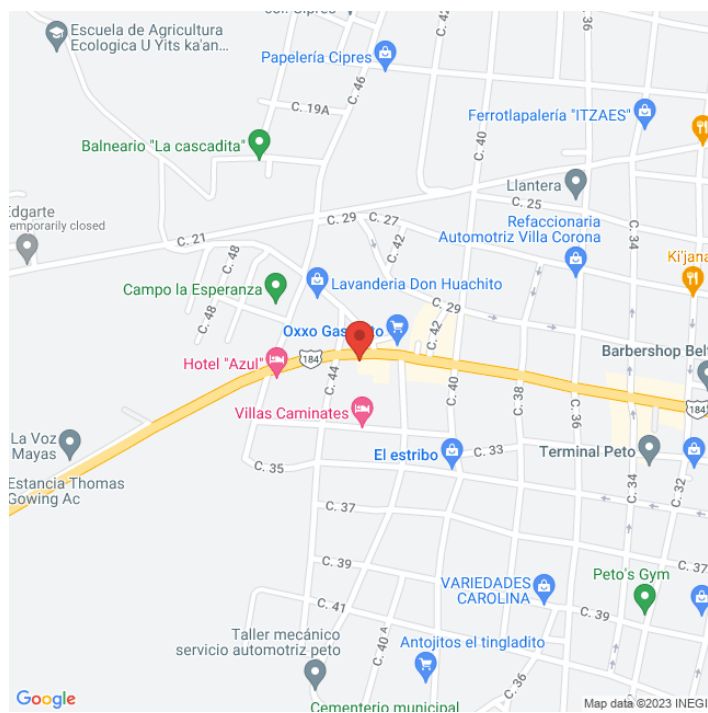 Escuela de Agricultura
Ecologica U Yits ka'an...
C. 46
C. 42
C. 36
Papelería Cipres
C. 19A
C. 40
Ferrotlapalería "ITZAES"
Balneario "La cascadita"
Llantera
C. 25
Edgarte
temporarily closed
C. 21
C. 29
C. 27
C. 48
C. 42
Refaccionaria
Automotriz Villa Corona
C. 34
Ki'jana
Campo la Esperanza
Lavanderia Don Huachito
C. 48
C. 29
C. 42
Hotel "Azul"
184
C. 44
Barbershop Bel
184
C. 40
C. 38
C. 36
Villas Caminates
La Voz
Mayas
El estribo
C. 33
Terminal Peto
Estancia Thomas
Gowing Ac
C. 35
C. 34
C. 32
C. 37
C. 37
C. 39
VARIEDADES
CAROLINA
Peto's Gym
C. 41
C. 39
Taller mecánico
servicio automotriz peto
C. 40 A
Antojitos el tingladito
C. 36
Cementerio municipal
Google
Map data ©2023 INEGI